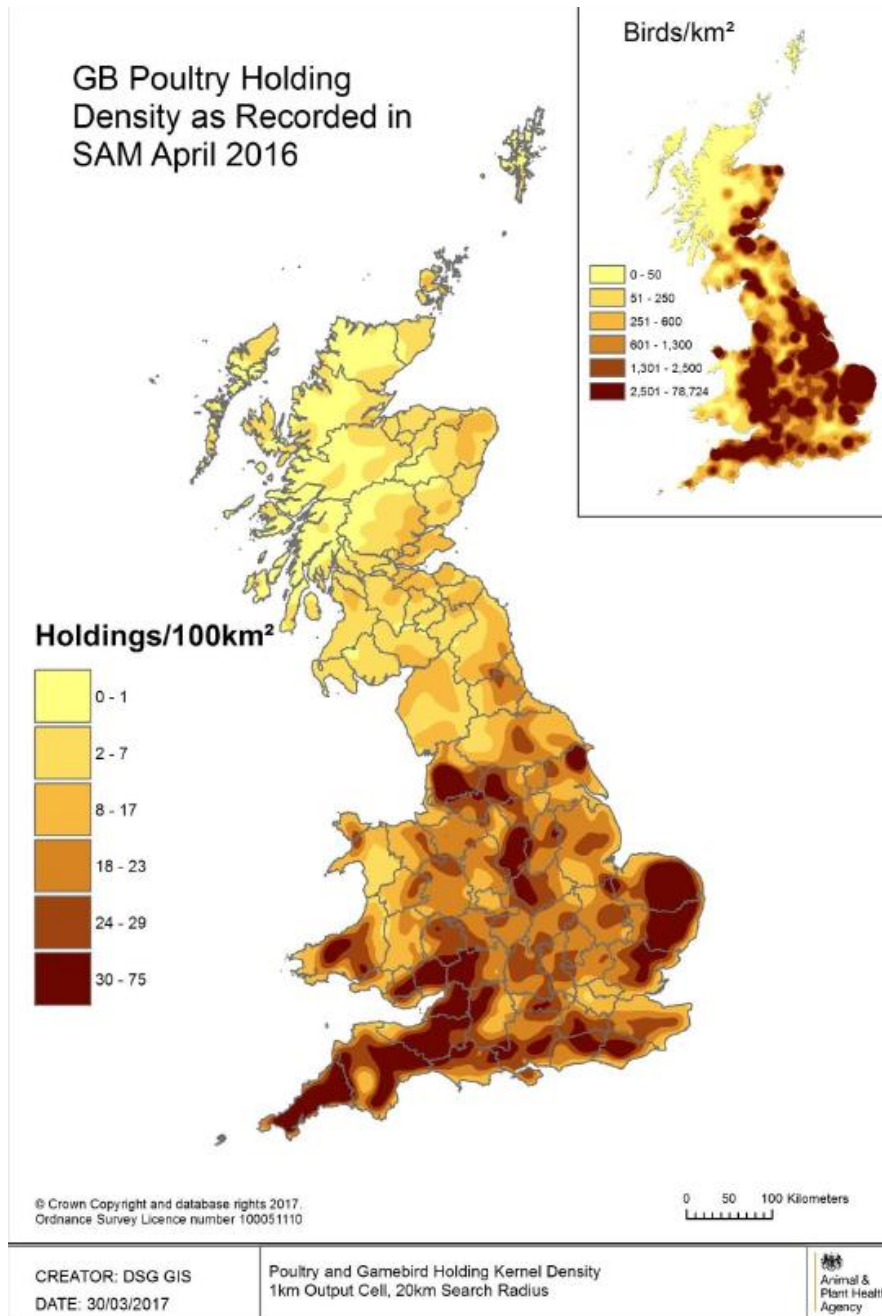 GB Poultry Holding
Density as Recorded in
SAM April 2016
Birds/km²
0 - 50
51 - 250
251 - 600
601 - 1,300
1,301 - 2,500
2,501 - 78,724
Holdings/100km²
0 - 1
2 - 7
8 - 17
18 - 23
24 - 29
30 - 75
© Crown Copyright and database rights 2017.
Ordnance Survey Licence number 100051110
0 50 100 Kilometers
CREATOR: DSG GIS
DATE: 30/03/2017
Poultry and Gamebird Holding Kernel Density
1km Output Cell, 20km Search Radius
Animal &
Plant Health
Agency